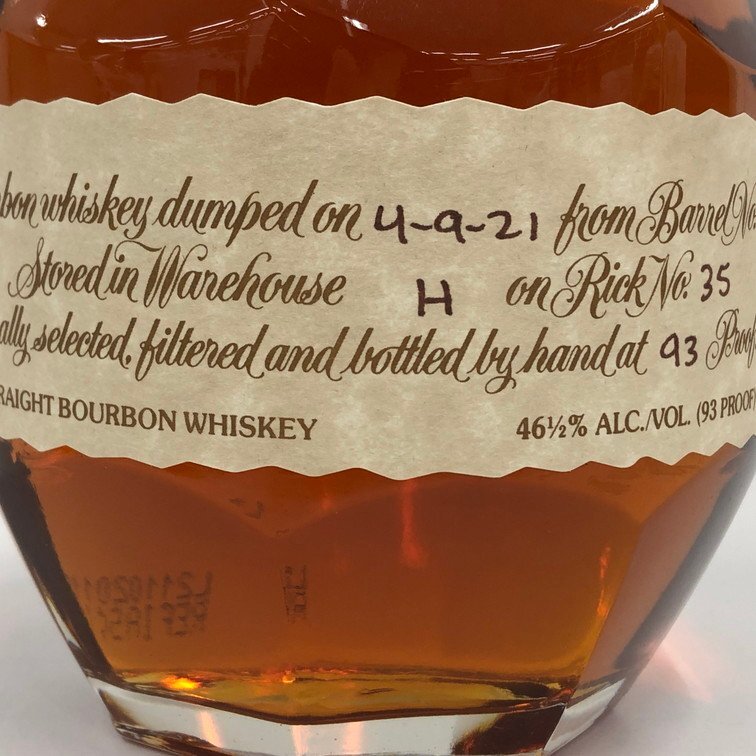 bon whiskey dumped on 4-9-21 from Barrel No.
Stored in Warehouse H on Rick No. 35
ally selected, filtered and bottled by hand at 93 Proof
RAIGHT BOURBON WHISKEY 46½% ALC./VOL. (93 PROOF)